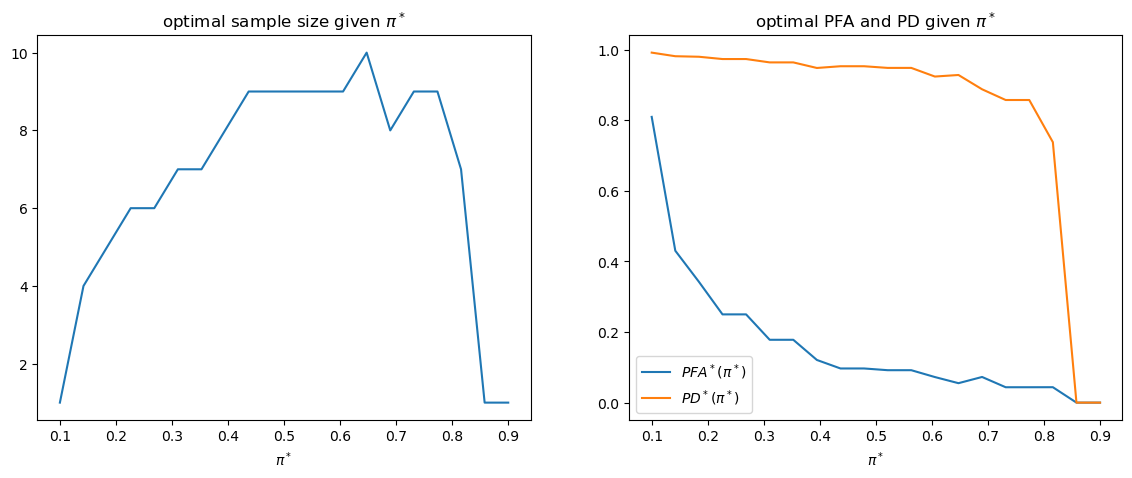 optimal sample size given π*
10
8
6
4
2
0.1 0.2 0.3 0.4 0.5 0.6 0.7 0.8 0.9
π*
optimal PFA and PD given π*
1.0
0.8
0.6
0.4
0.2
0.0
PFA*(π*)
PD*(π*)
0.1 0.2 0.3 0.4 0.5 0.6 0.7 0.8 0.9
π*